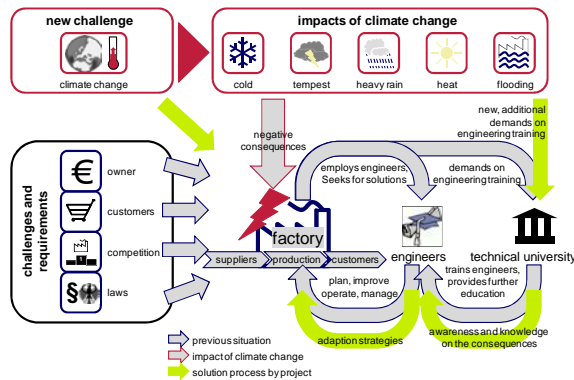 new challenge
climate change
impacts of climate change
cold
tempest
heavy rain
heat
flooding
new, additional
demands on
engineering training
negative
consequences
challenges and
requirements
€
owner
customers
competition
§
laws
employs engineers,
Seeks for solutions
demands on
engineering training
factory
suppliers
production
customers
engineers
technical university
plan, improve
operate, manage
trains engineers,
provides further
education
adaption strategies
awareness and knowledge
on the consequences
previous situation
impact of climate change
solution process by project